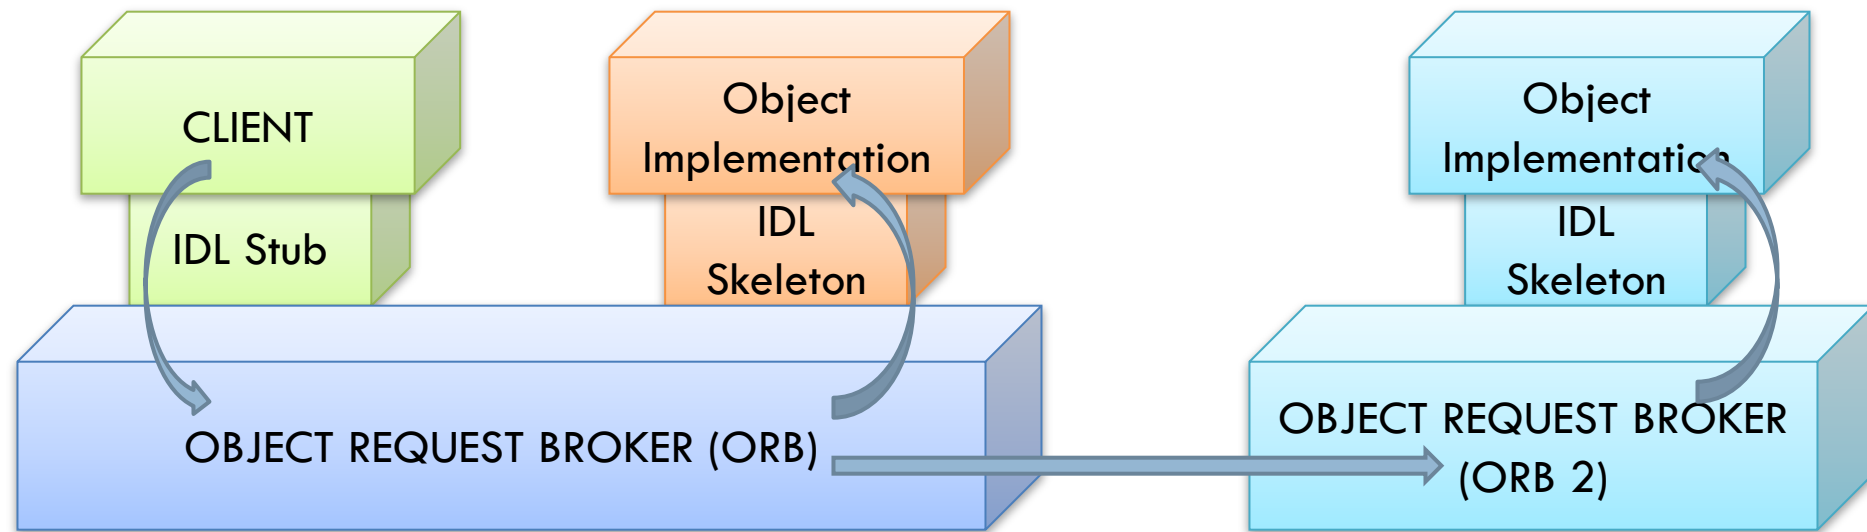 CLIENT
IDL Stub
Object
Implementation
IDL
Skeleton
OBJECT REQUEST BROKER (ORB)
Object
Implementation
IDL
Skeleton
OBJECT REQUEST BROKER
(ORB 2)